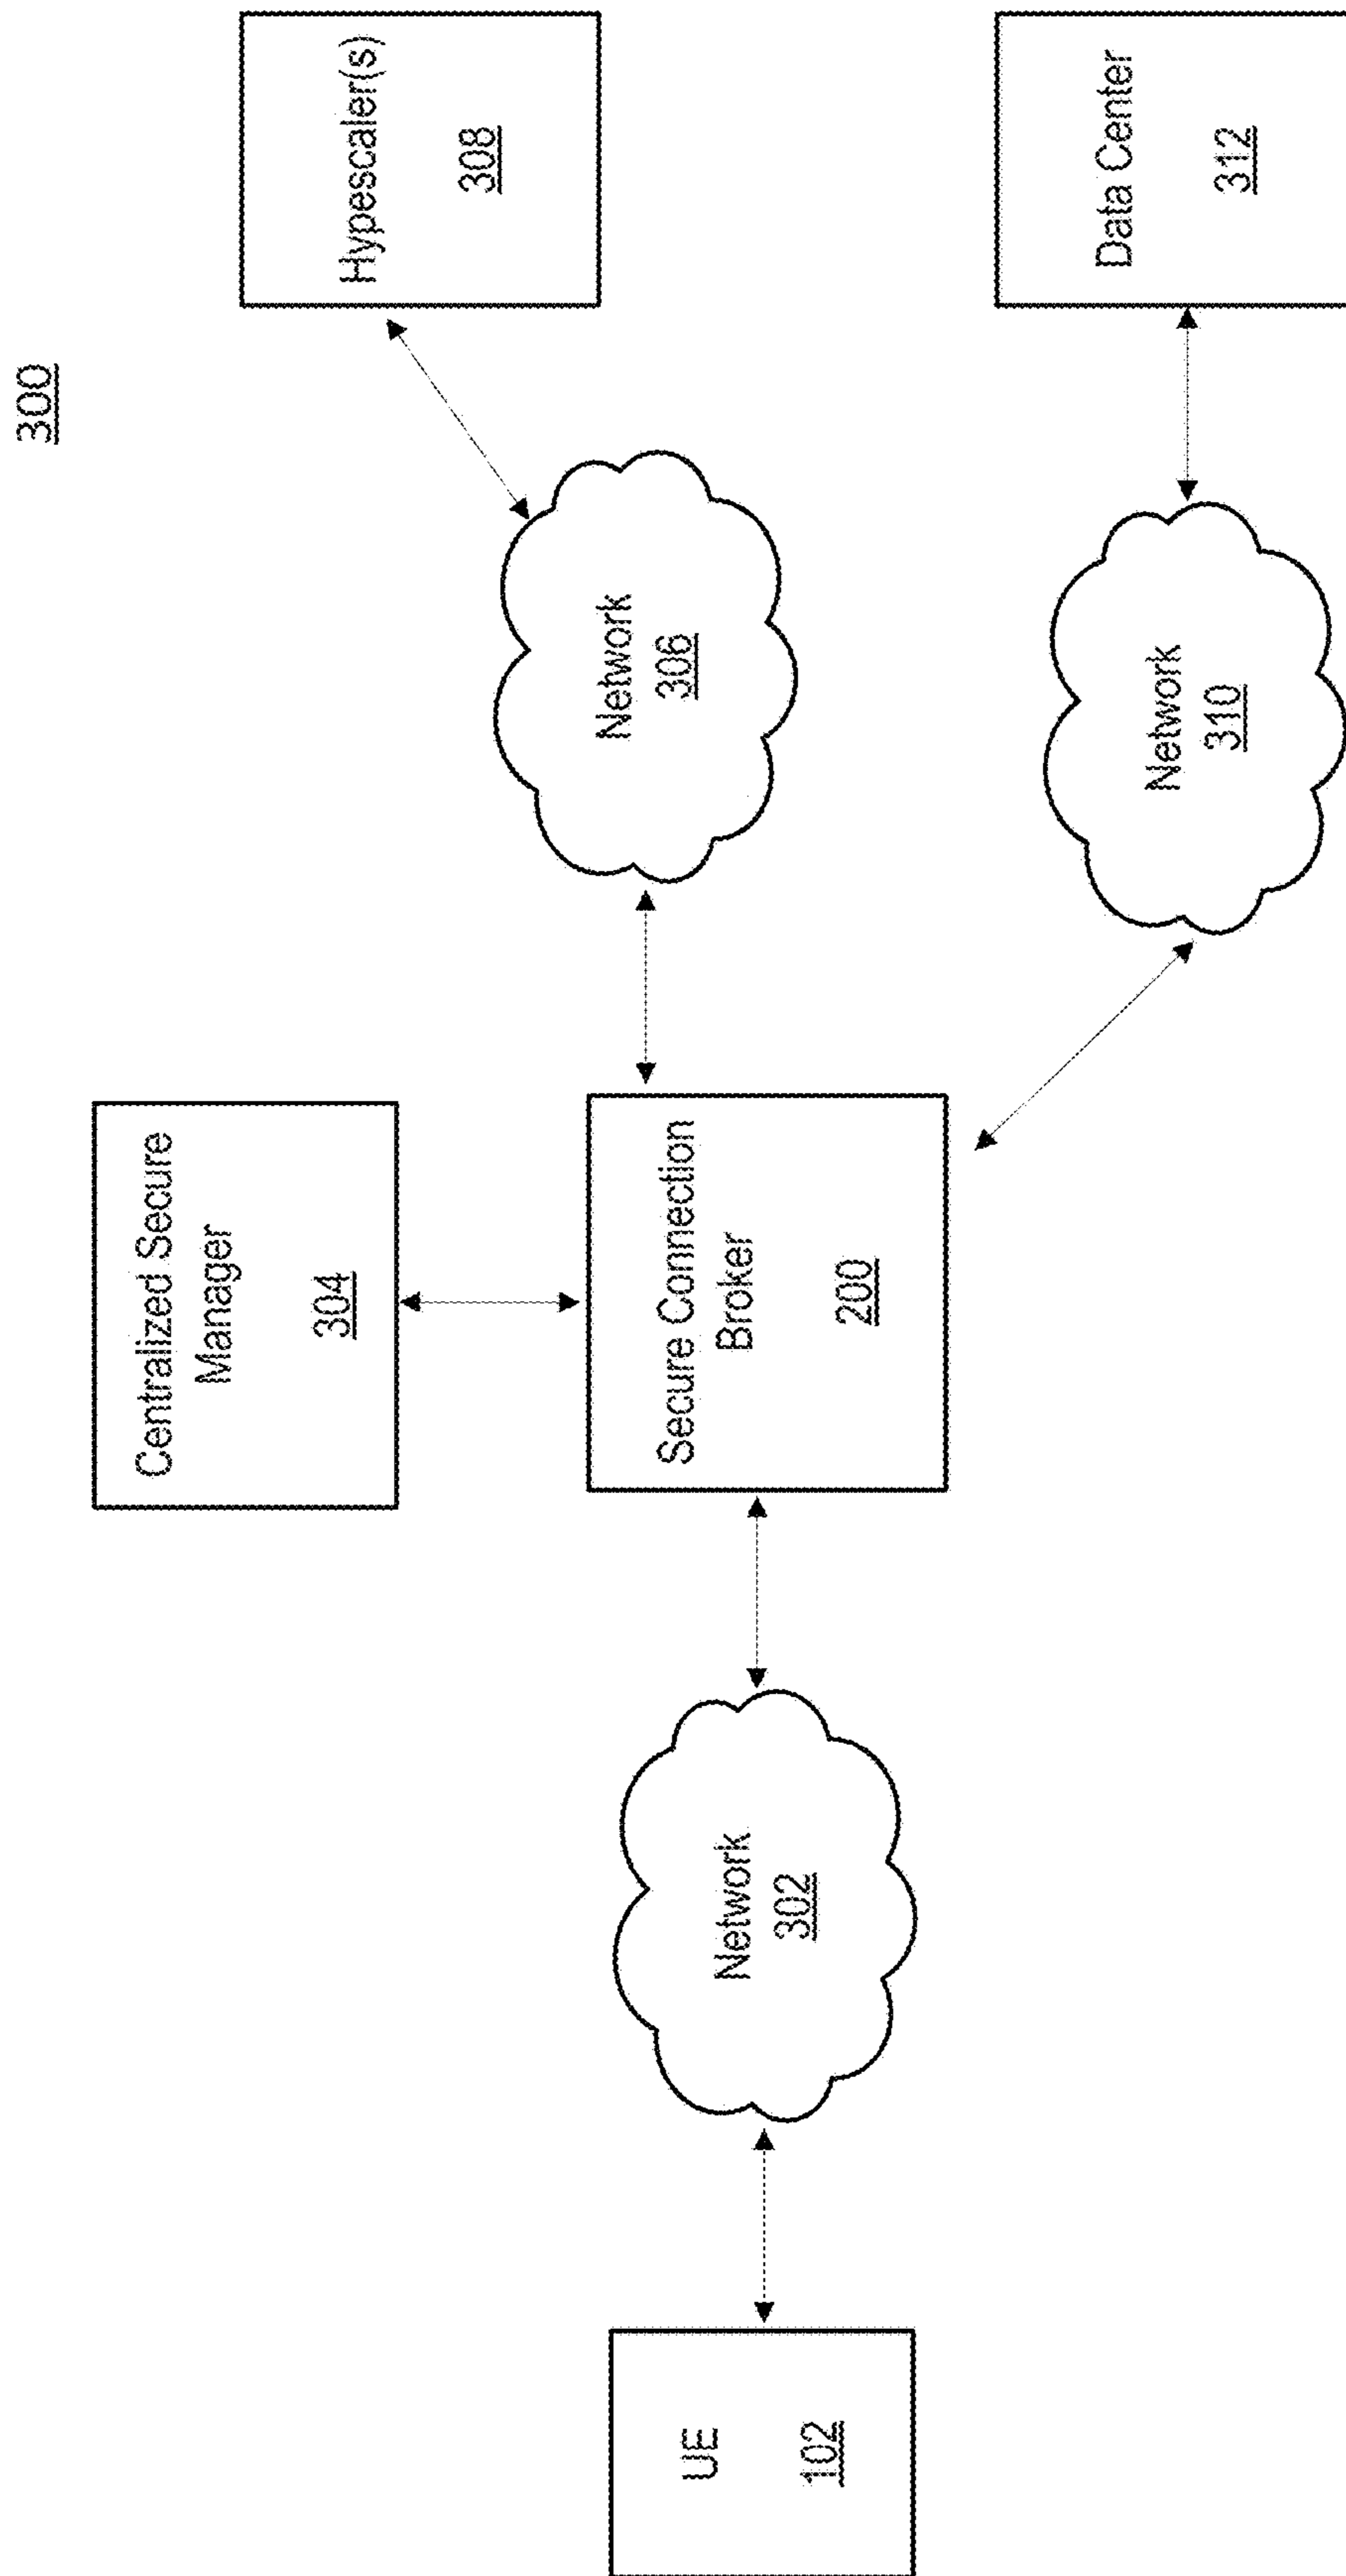 300
Centralized Secure
Manager
304
Hypescaler(s)
308
UE
102
Network
302
Secure Connection
Broker
200
Network
306
Network
310
Data Center
312